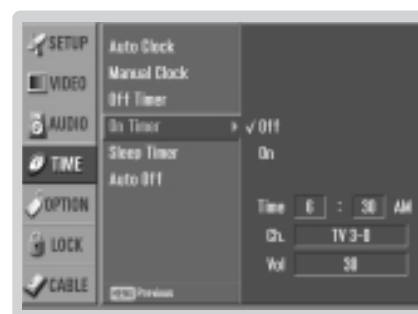 SETUP
VIDEO
AUDIO
TIME
OPTION
LOCK
CABLE
Auto Clock
Manual Clock
Off Timer
On Timer
Sleep Timer
Auto Off
Previous
√ Off
On
Time 6 : 30 AM
Ch. TV 3-0
Vol 30